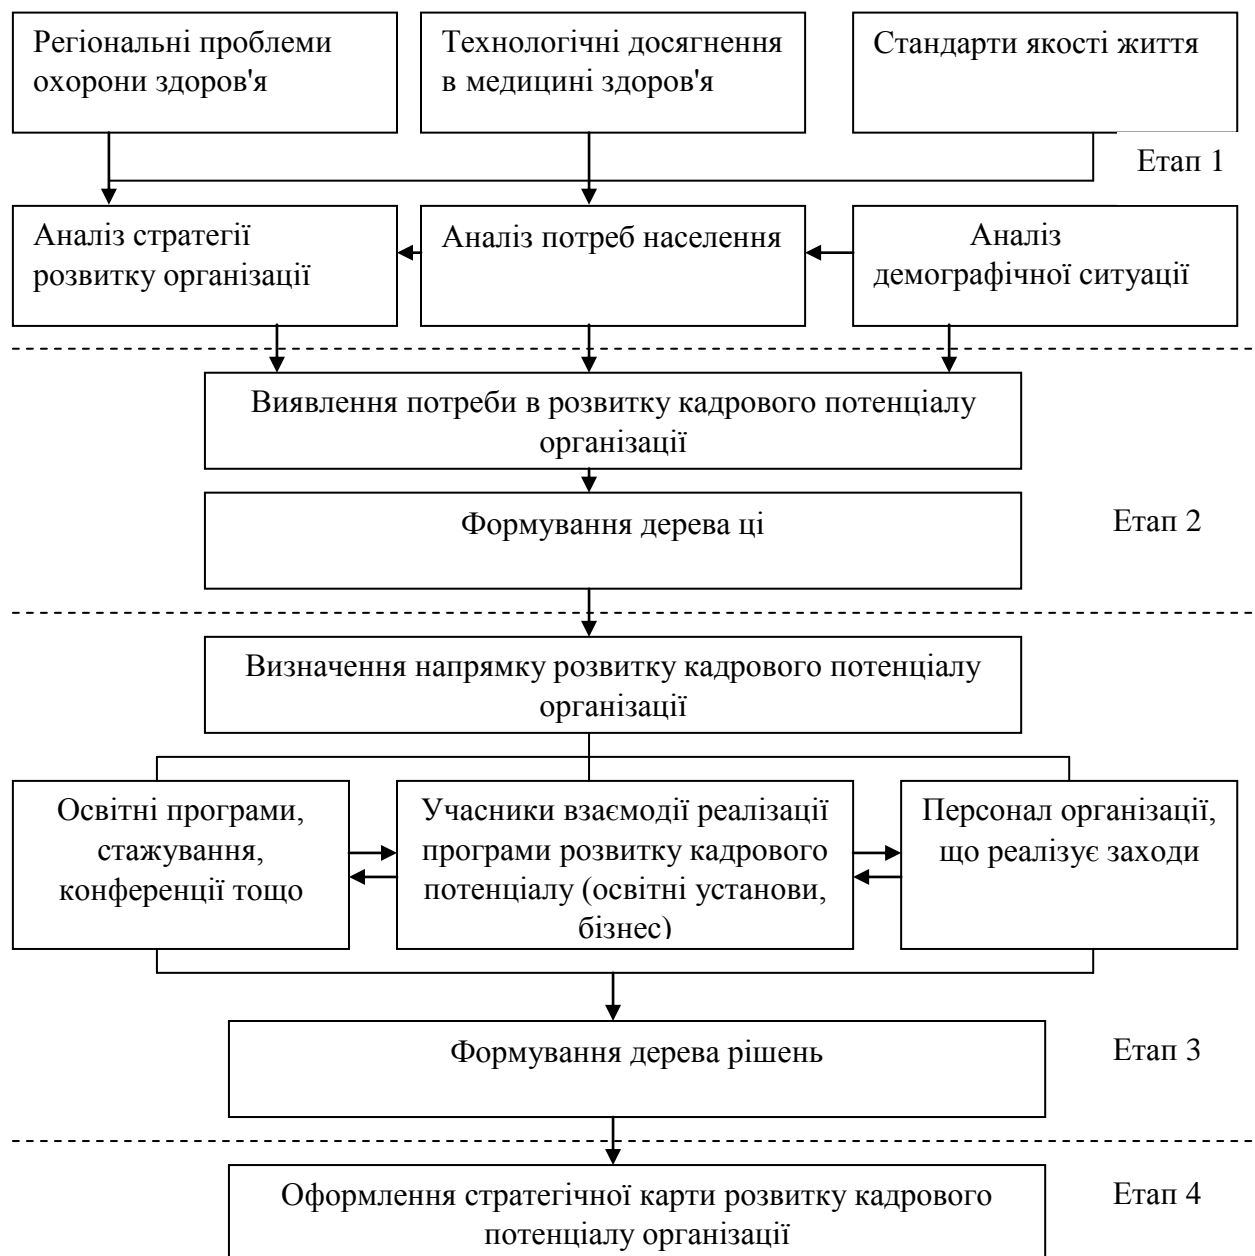 Регіональні проблеми
охорони здоров'я
Технологічні досягнення
в медицині здоров'я
Стандарти якості життя
Етап 1
Аналіз стратегії
розвитку організації
Аналіз потреб населення
Аналіз
демографічної ситуації
Виявлення потреби в розвитку кадрового потенціалу
організації
Формування дерева ці
Етап 2
Визначення напрямку розвитку кадрового потенціалу
організації
Освітні програми,
стажування,
конференції тощо
Учасники взаємодії реалізації
програми розвитку кадрового
потенціалу (освітні установи,
бізнес)
Персонал організації,
що реалізує заходи
Формування дерева рішень
Етап 3
Оформлення стратегічної карти розвитку кадрового
потенціалу організації
Етап 4